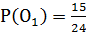 P(O₁) = 15/24